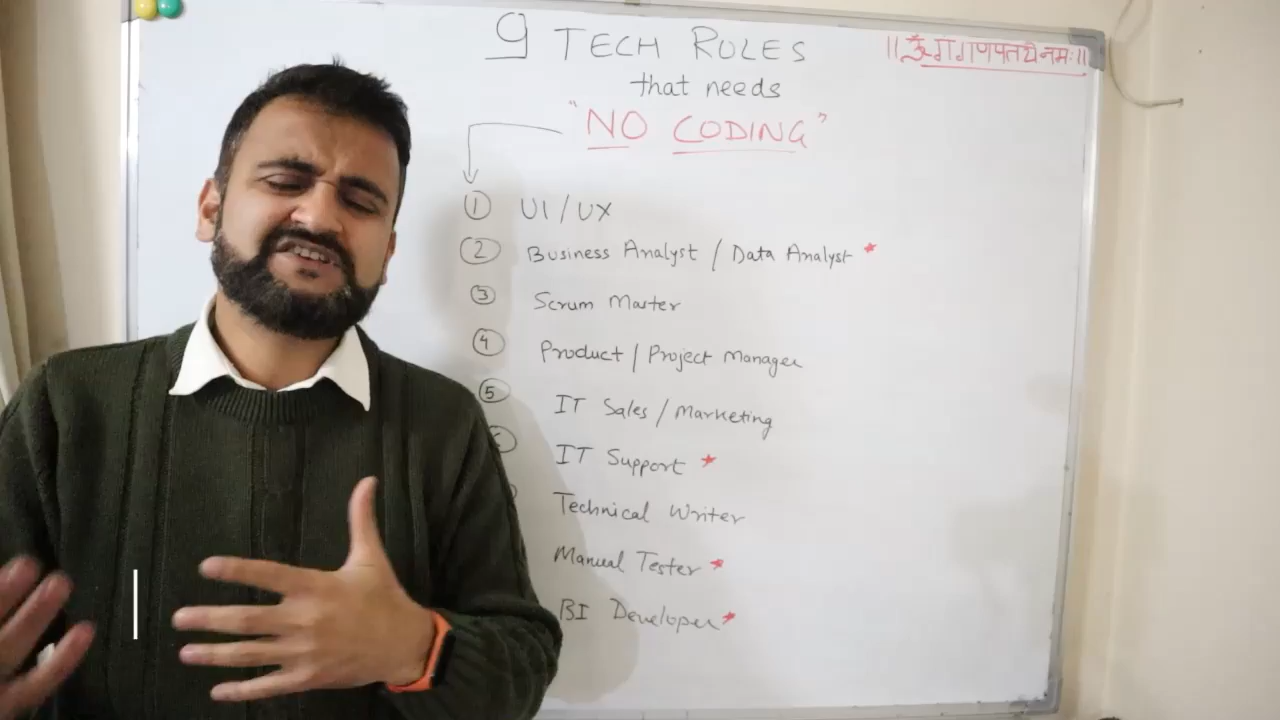 9 TECH ROLES
|| ॐ गं गणपतये नमः ||
that needs
"NO CODING"
① UI/UX
② Business Analyst / Data Analyst *
③ Scrum Master
④ Product / Project Manager
⑤ IT Sales / Marketing
IT Support *
Technical Writer
Manual Tester *
BI Developer *